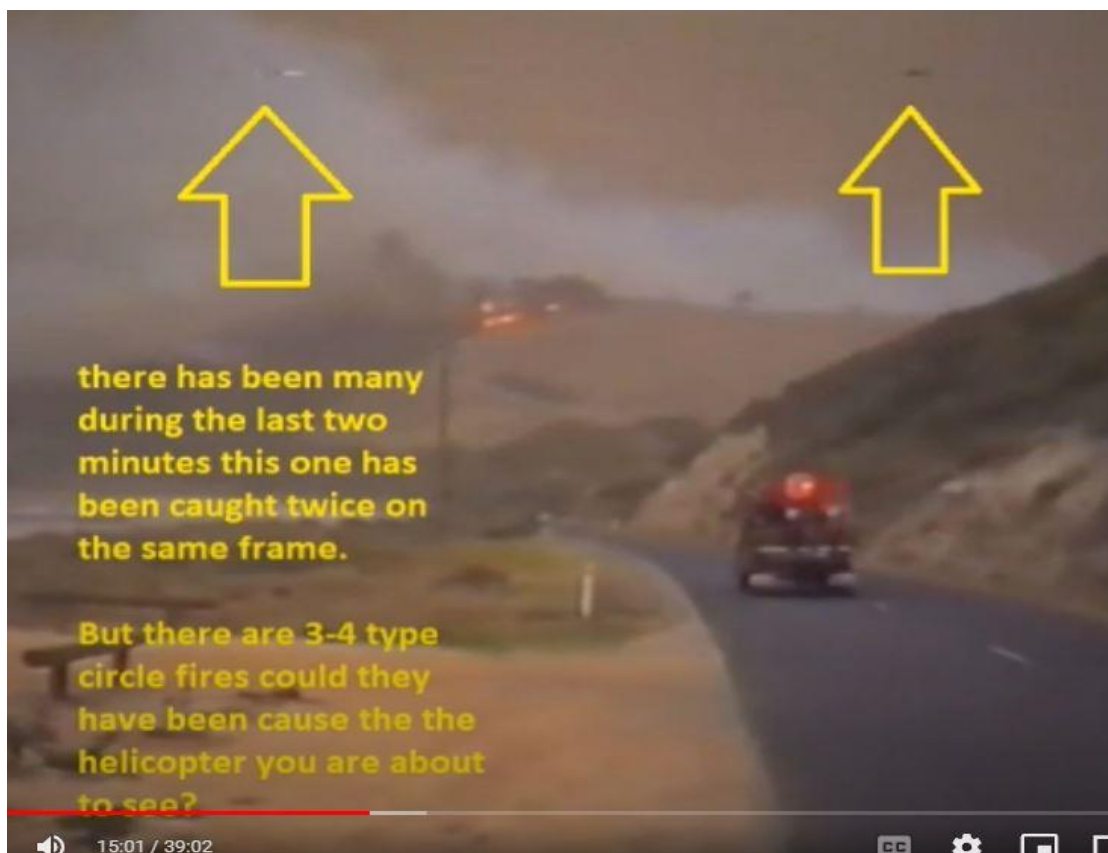 there has been many
during the last two
minutes this one has
been caught twice on
the same frame.
But there are 3-4 type
circle fires could they
have been cause the the
helicopter you are about
to see?
15:01 / 39:02
CC